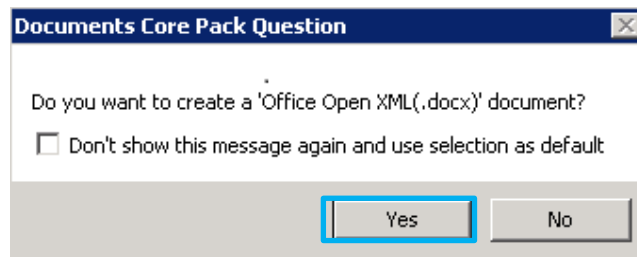 Documents Core Pack Question
Do you want to create a 'Office Open XML(.docx)' document?
Don't show this message again and use selection as default
Yes No